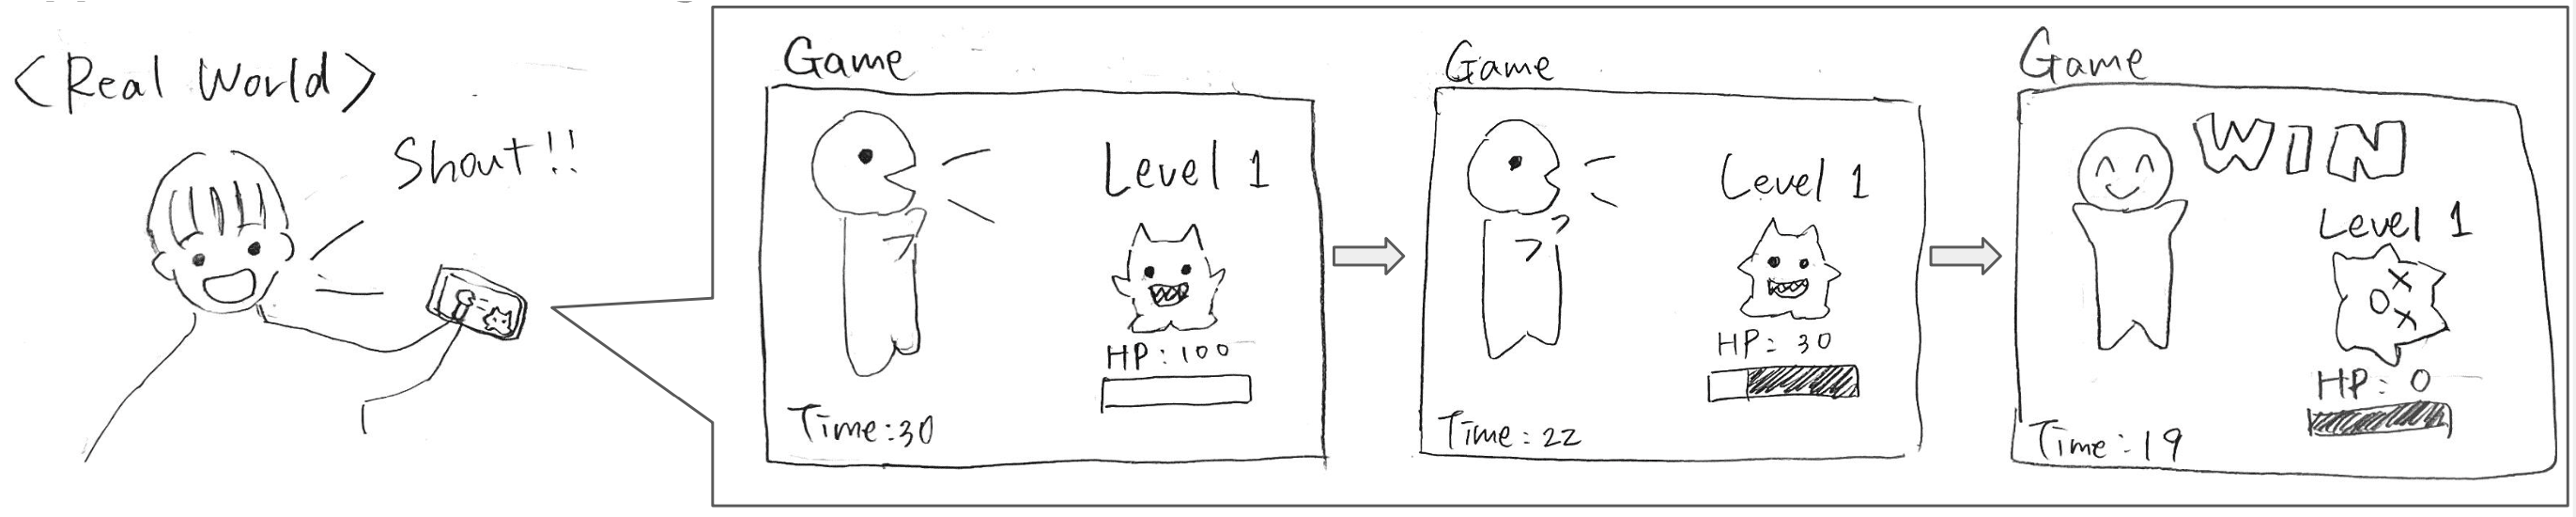 <Real World>
Shout!!
Game
Level 1
HP: 100
Time: 30
Game
Level 1
HP: 30
Time: 22
Game
WIN
Level 1
HP: 0
Time: 19